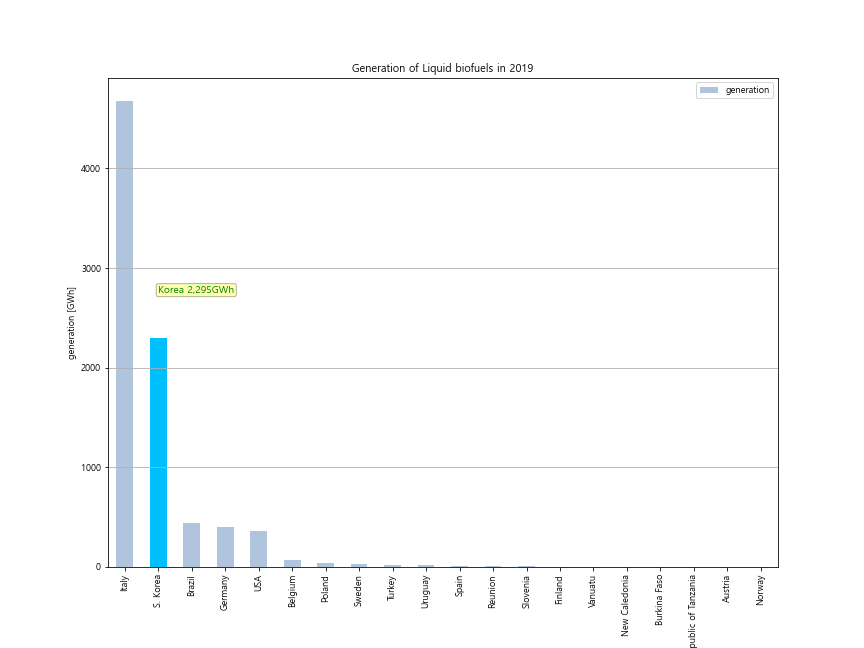 Generation of Liquid biofuels in 2019
generation
4000
3000
2000
1000
0
generation [GWh]
Korea 2,295GWh
Italy
S. Korea
Brazil
Germany
USA
Belgium
Poland
Sweden
Turkey
Uruguay
Spain
Reunion
Slovenia
Finland
Vanuatu
New Caledonia
Burkina Faso
public of Tanzania
Austria
Norway